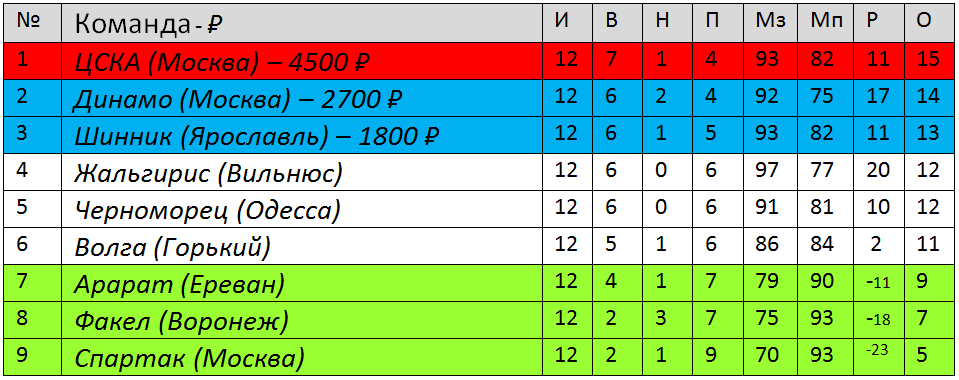 № Команда - ₽ И В Н П Мз Мп Р О
1 ЦСКА (Москва) – 4500 ₽ 12 7 1 4 93 82 11 15
2 Динамо (Москва) – 2700 ₽ 12 6 2 4 92 75 17 14
3 Шинник (Ярославль) – 1800 ₽ 12 6 1 5 93 82 11 13
4 Жальгирис (Вильнюс) 12 6 0 6 97 77 20 12
5 Черноморец (Одесса) 12 6 0 6 91 81 10 12
6 Волга (Горький) 12 5 1 6 86 84 2 11
7 Арарат (Ереван) 12 4 1 7 79 90 -11 9
8 Факел (Воронеж) 12 2 3 7 75 93 -18 7
9 Спартак (Москва) 12 2 1 9 70 93 -23 5